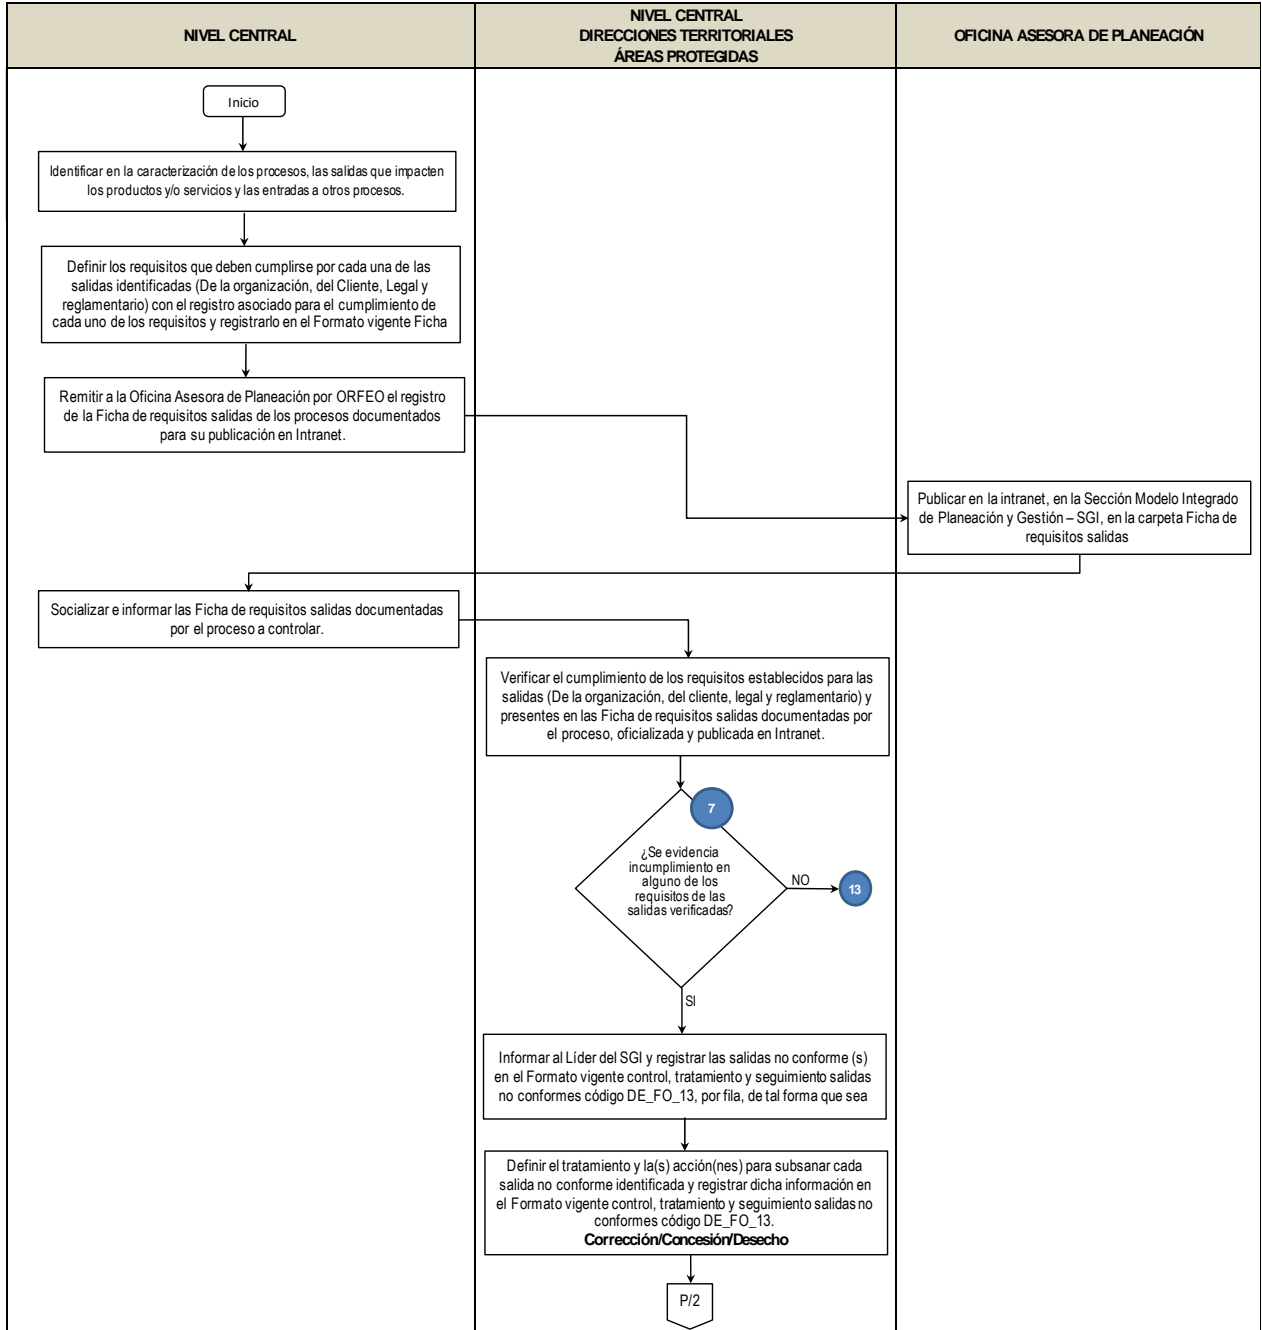 NIVEL CENTRAL
NIVEL CENTRAL
DIRECCIONES TERRITORIALES
ÁREAS PROTEGIDAS
OFICINA ASESORA DE PLANEACIÓN
Inicio
Identificar en la caracterización de los procesos, las salidas que impacten
los productos y/o servicios y las entradas a otros procesos.
Definir los requisitos que deben cumplirse por cada una de las
salidas identificadas (De la organización, del Cliente, Legal y
reglamentario) con el registro asociado para el cumplimiento de
cada uno de los requisitos y registrarlo en el Formato vigente Ficha
Remitir a la Oficina Asesora de Planeación por ORFEO el registro
de la Ficha de requisitos salidas de los procesos documentados
para su publicación en Intranet.
Publicar en la intranet, en la Sección Modelo Integrado
de Planeación y Gestión – SGI, en la carpeta Ficha de
requisitos salidas
Socializar e informar las Ficha de requisitos salidas documentadas
por el proceso a controlar.
Verificar el cumplimiento de los requisitos establecidos para las
salidas (De la organización, del cliente, legal y reglamentario) y
presentes en las Ficha de requisitos salidas documentadas por
el proceso, oficializada y publicada en Intranet.
7
¿Se evidencia
incumplimiento en
alguno de los
requisitos de las
salidas verificadas?
NO
13
SI
Informar al Líder del SGI y registrar las salidas no conforme (s)
en el Formato vigente control, tratamiento y seguimiento salidas
no conformes código DE_FO_13, por fila, de tal forma que sea
Definir el tratamiento y la(s) acción(nes) para subsanar cada
salida no conforme identificada y registrar dicha información en
el Formato vigente control, tratamiento y seguimiento salidas no
conformes código DE_FO_13.
Corrección/Concesión/Desecho
P/2